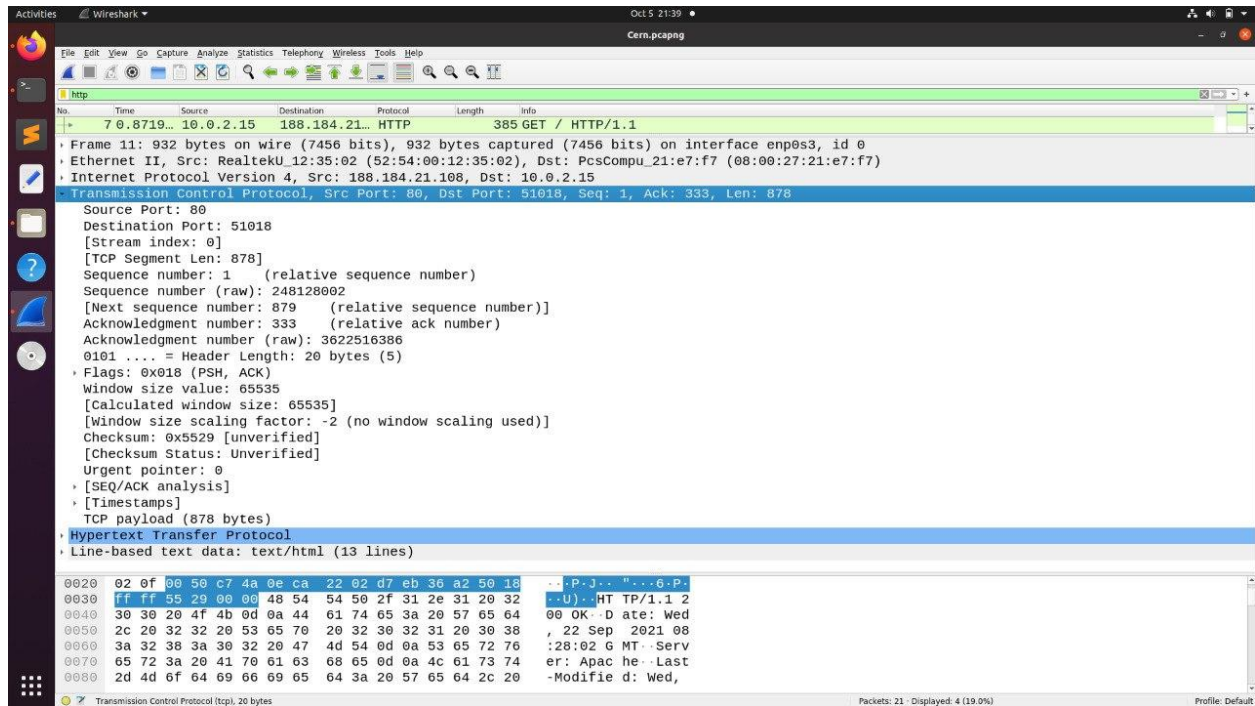 Activities Wireshark Oct 5 21:39
Cern.pcapng
File Edit View Go Capture Analyze Statistics Telephony Wireless Tools Help
http
No. Time Source Destination Protocol Length Info
7 0.8719… 10.0.2.15 188.184.21… HTTP 385 GET / HTTP/1.1
Frame 11: 932 bytes on wire (7456 bits), 932 bytes captured (7456 bits) on interface enp0s3, id 0
Ethernet II, Src: RealtekU_12:35:02 (52:54:00:12:35:02), Dst: PcsCompu_21:e7:f7 (08:00:27:21:e7:f7)
Internet Protocol Version 4, Src: 188.184.21.108, Dst: 10.0.2.15
Transmission Control Protocol, Src Port: 80, Dst Port: 51018, Seq: 1, Ack: 333, Len: 878
Source Port: 80
Destination Port: 51018
[Stream index: 0]
[TCP Segment Len: 878]
Sequence number: 1 (relative sequence number)
Sequence number (raw): 248128002
[Next sequence number: 879 (relative sequence number)]
Acknowledgment number: 333 (relative ack number)
Acknowledgment number (raw): 3622516386
0101 .... = Header Length: 20 bytes (5)
Flags: 0x018 (PSH, ACK)
Window size value: 65535
[Calculated window size: 65535]
[Window size scaling factor: -2 (no window scaling used)]
Checksum: 0x5529 [unverified]
[Checksum Status: Unverified]
Urgent pointer: 0
[SEQ/ACK analysis]
[Timestamps]
TCP payload (878 bytes)
Hypertext Transfer Protocol
Line-based text data: text/html (13 lines)
0020 02 0f 00 50 c7 4a 0e ca 22 02 d7 eb 36 a2 50 18 ···P·J·· "···6·P·
0030 ff ff 55 29 00 00 48 54 54 50 2f 31 2e 31 20 32 ··U)··HT TP/1.1 2
0040 30 30 20 4f 4b 0d 0a 44 61 74 65 3a 20 57 65 64 00 OK··D ate: Wed
0050 2c 20 32 32 20 53 65 70 20 32 30 32 31 20 30 38 , 22 Sep 2021 08
0060 3a 32 38 3a 30 32 20 47 4d 54 0d 0a 53 65 72 76 :28:02 G MT··Serv
0070 65 72 3a 20 41 70 61 63 68 65 0d 0a 4c 61 73 74 er: Apac he··Last
0080 2d 4d 6f 64 69 66 69 65 64 3a 20 57 65 64 2c 20 -Modifie d: Wed,
Transmission Control Protocol (tcp), 20 bytes Packets: 21 · Displayed: 4 (19.0%) Profile: Default